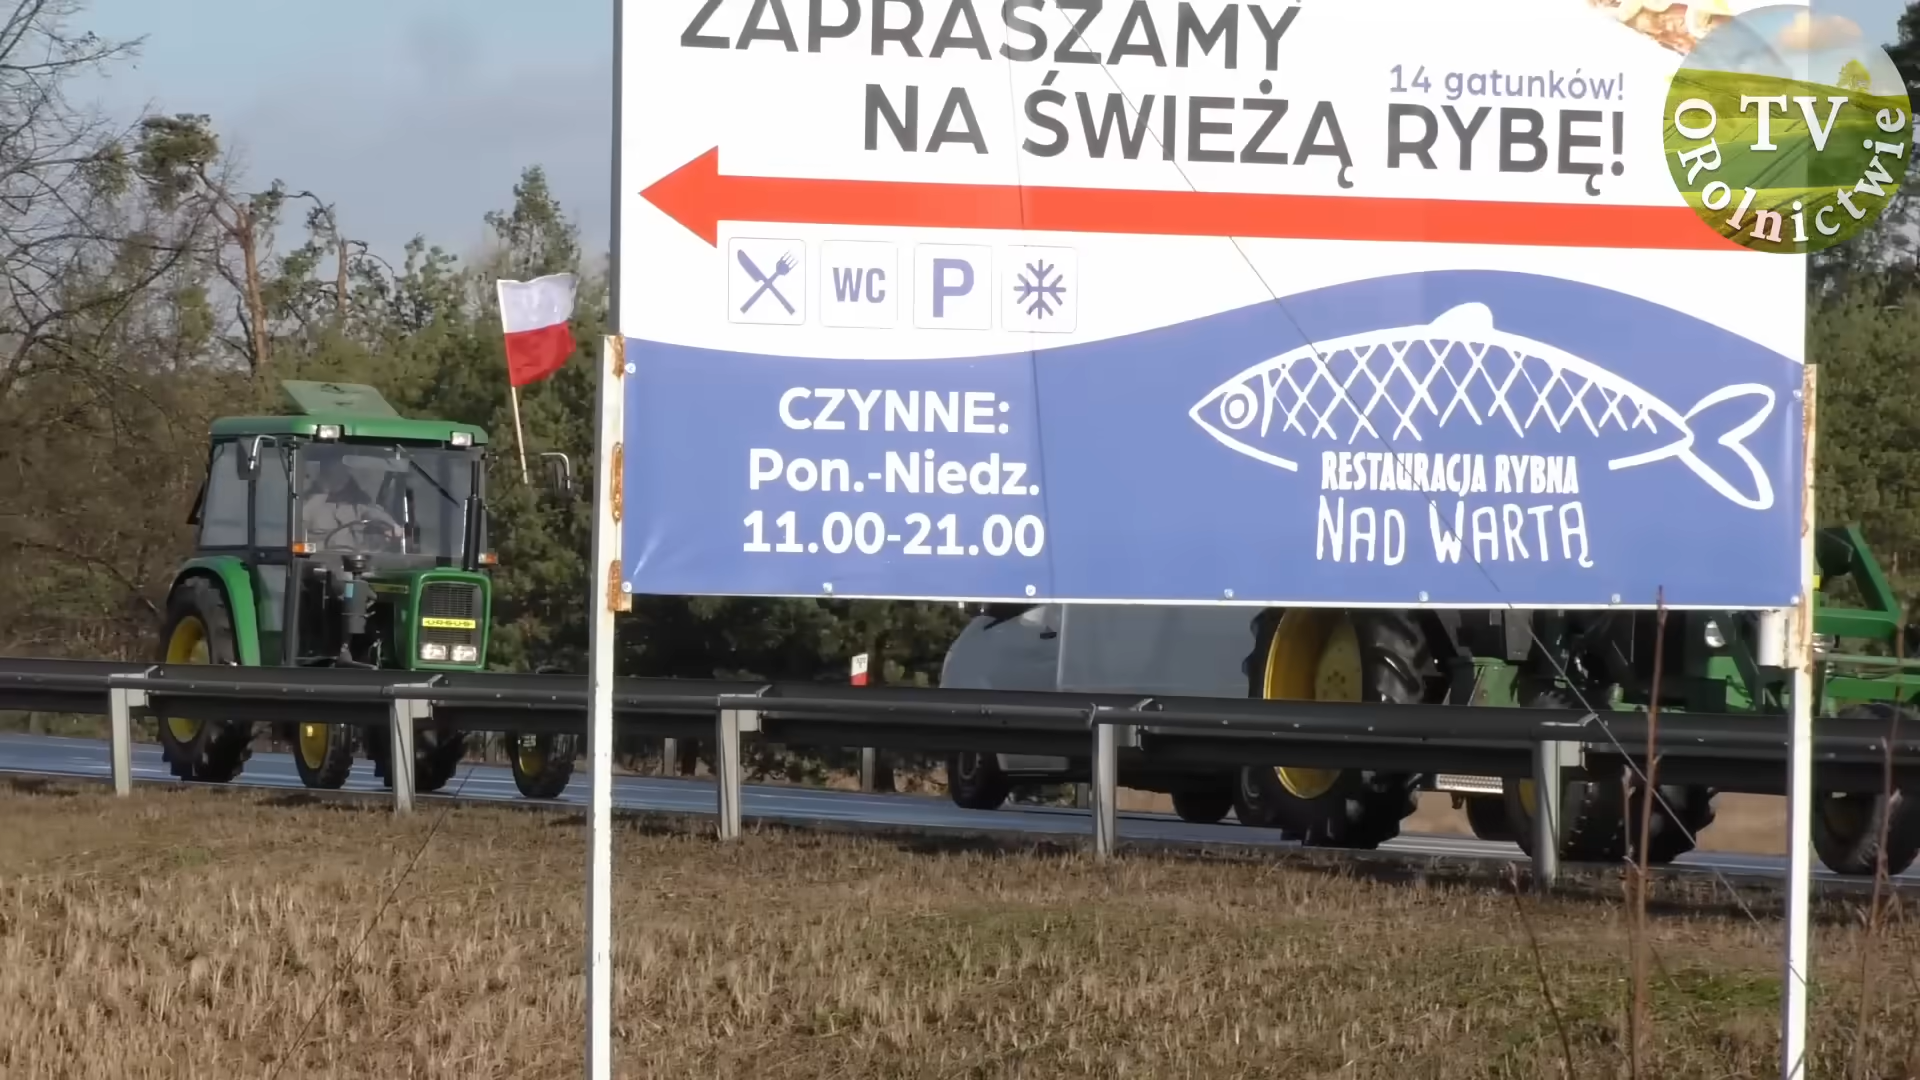 ZAPRASZAMY
14 gatunków!
NA ŚWIEŻĄ RYBĘ!
WC P
CZYNNE:
Pon.-Niedz.
11.00-21.00
RESTAURACJA RYBNA
NAD WARTĄ
URSUS
TV
ORolnictwie